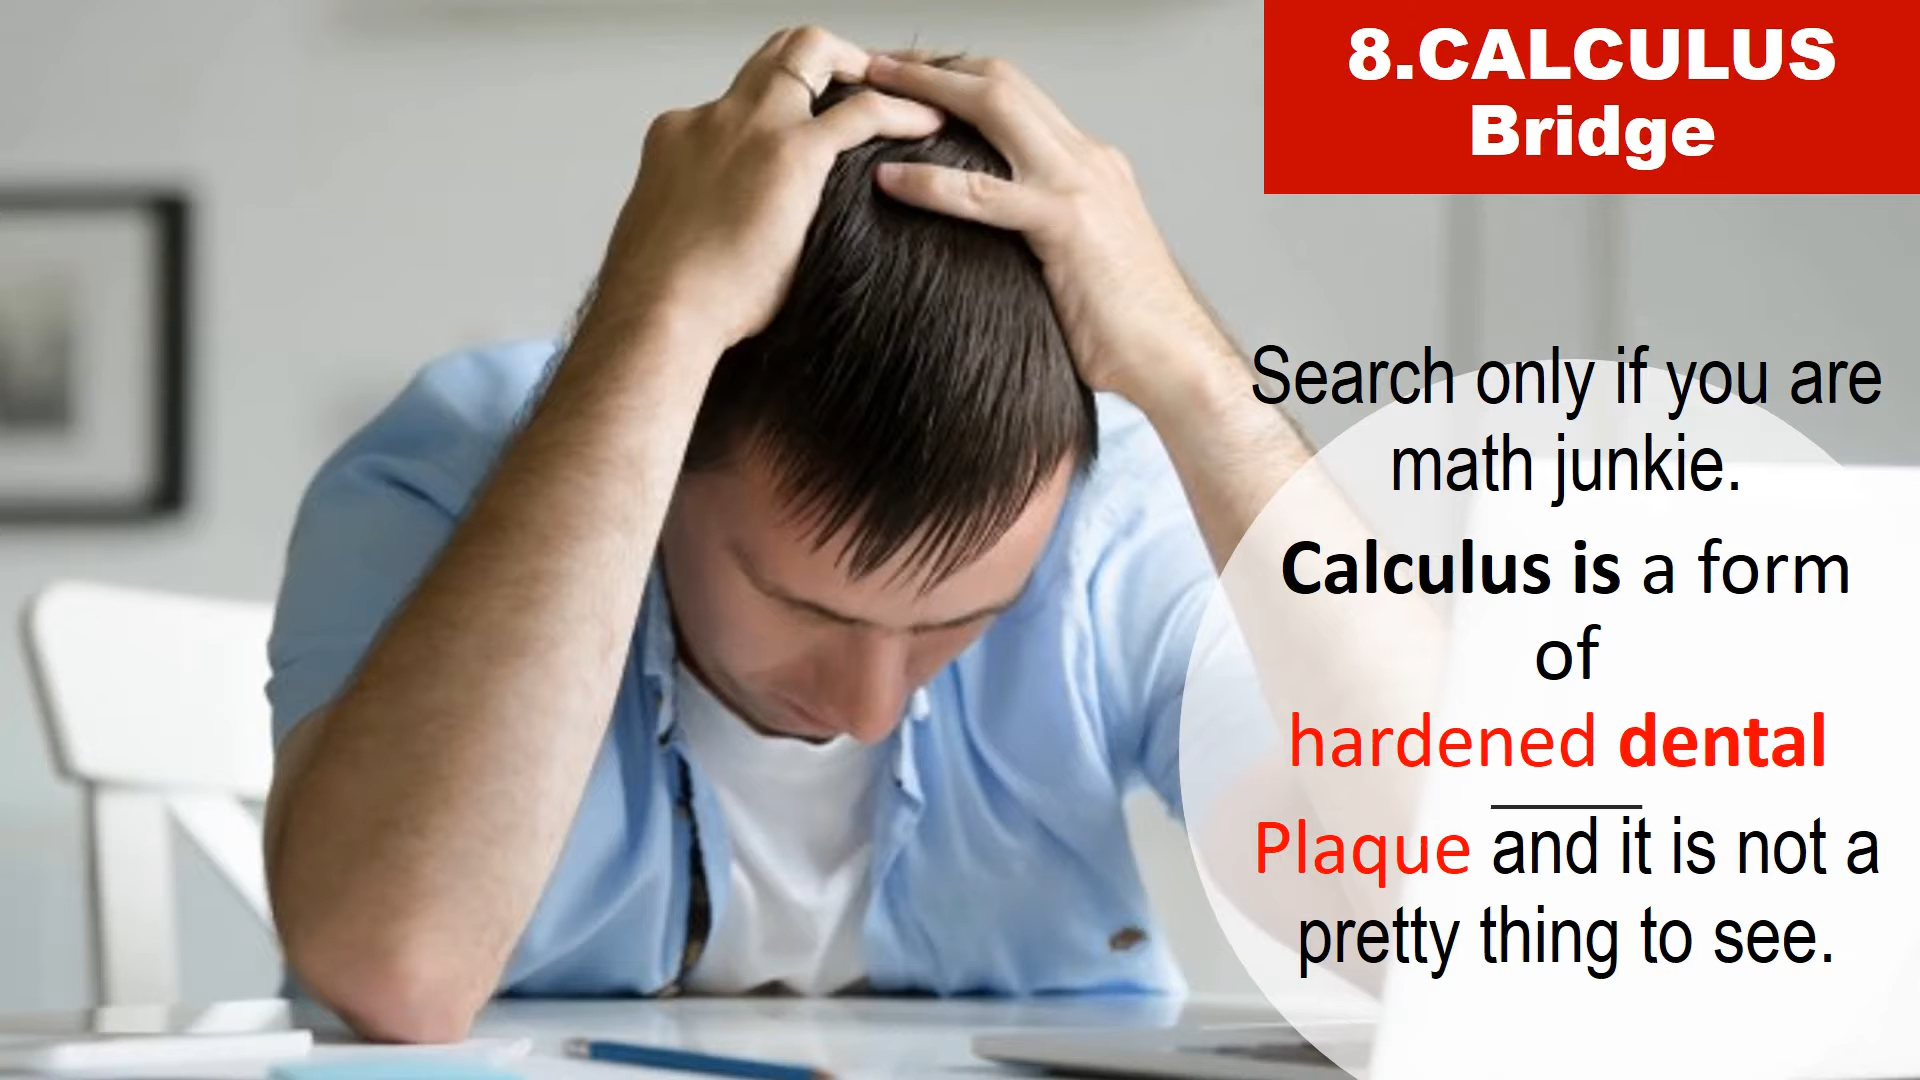 8.CALCULUS
Bridge
Search only if you are
math junkie.
Calculus is a form
of
hardened dental
Plaque and it is not a
pretty thing to see.